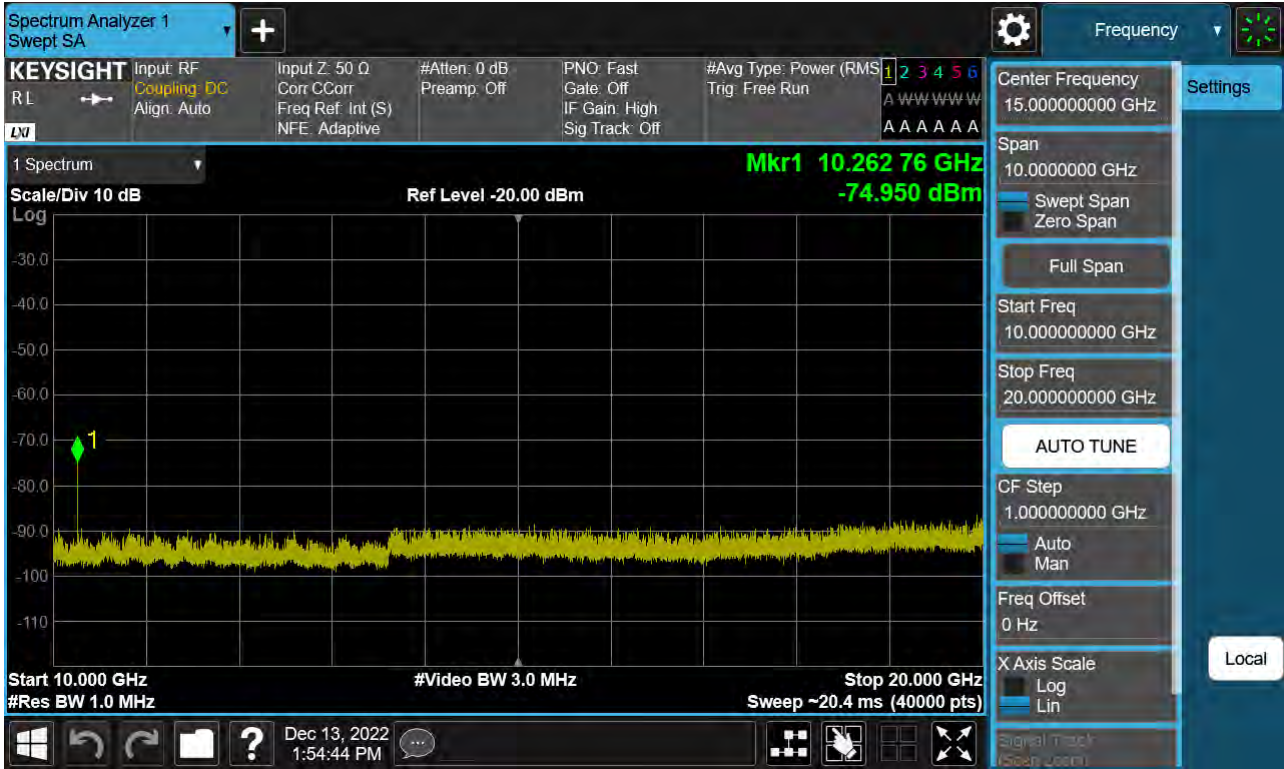 Spectrum Analyzer 1
Swept SA
Frequency
KEYSIGHT
RL
LXI
Input: RF
Coupling: DC
Align: Auto
Input Z: 50 Ω
Corr CCorr
Freq Ref: Int (S)
NFE: Adaptive
#Atten: 0 dB
Preamp: Off
PNO: Fast
Gate: Off
IF Gain: High
Sig Track: Off
#Avg Type: Power (RMS
Trig: Free Run
1 2 3 4 5 6
A W W W W W
A A A A A A
1 Spectrum
Mkr1 10.262 76 GHz
-74.950 dBm
Scale/Div 10 dB
Ref Level -20.00 dBm
Log
-30.0
-40.0
-50.0
-60.0
-70.0
1
-80.0
-90.0
-100
-110
Start 10.000 GHz
#Video BW 3.0 MHz
Stop 20.000 GHz
#Res BW 1.0 MHz
Sweep ~20.4 ms (40000 pts)
Center Frequency
15.000000000 GHz
Span
10.0000000 GHz
Swept Span
Zero Span
Full Span
Start Freq
10.000000000 GHz
Stop Freq
20.000000000 GHz
AUTO TUNE
CF Step
1.000000000 GHz
Auto
Man
Freq Offset
0 Hz
X Axis Scale
Log
Lin
Signal Track
(Span Zoom)
Settings
Local
?
Dec 13, 2022
1:54:44 PM